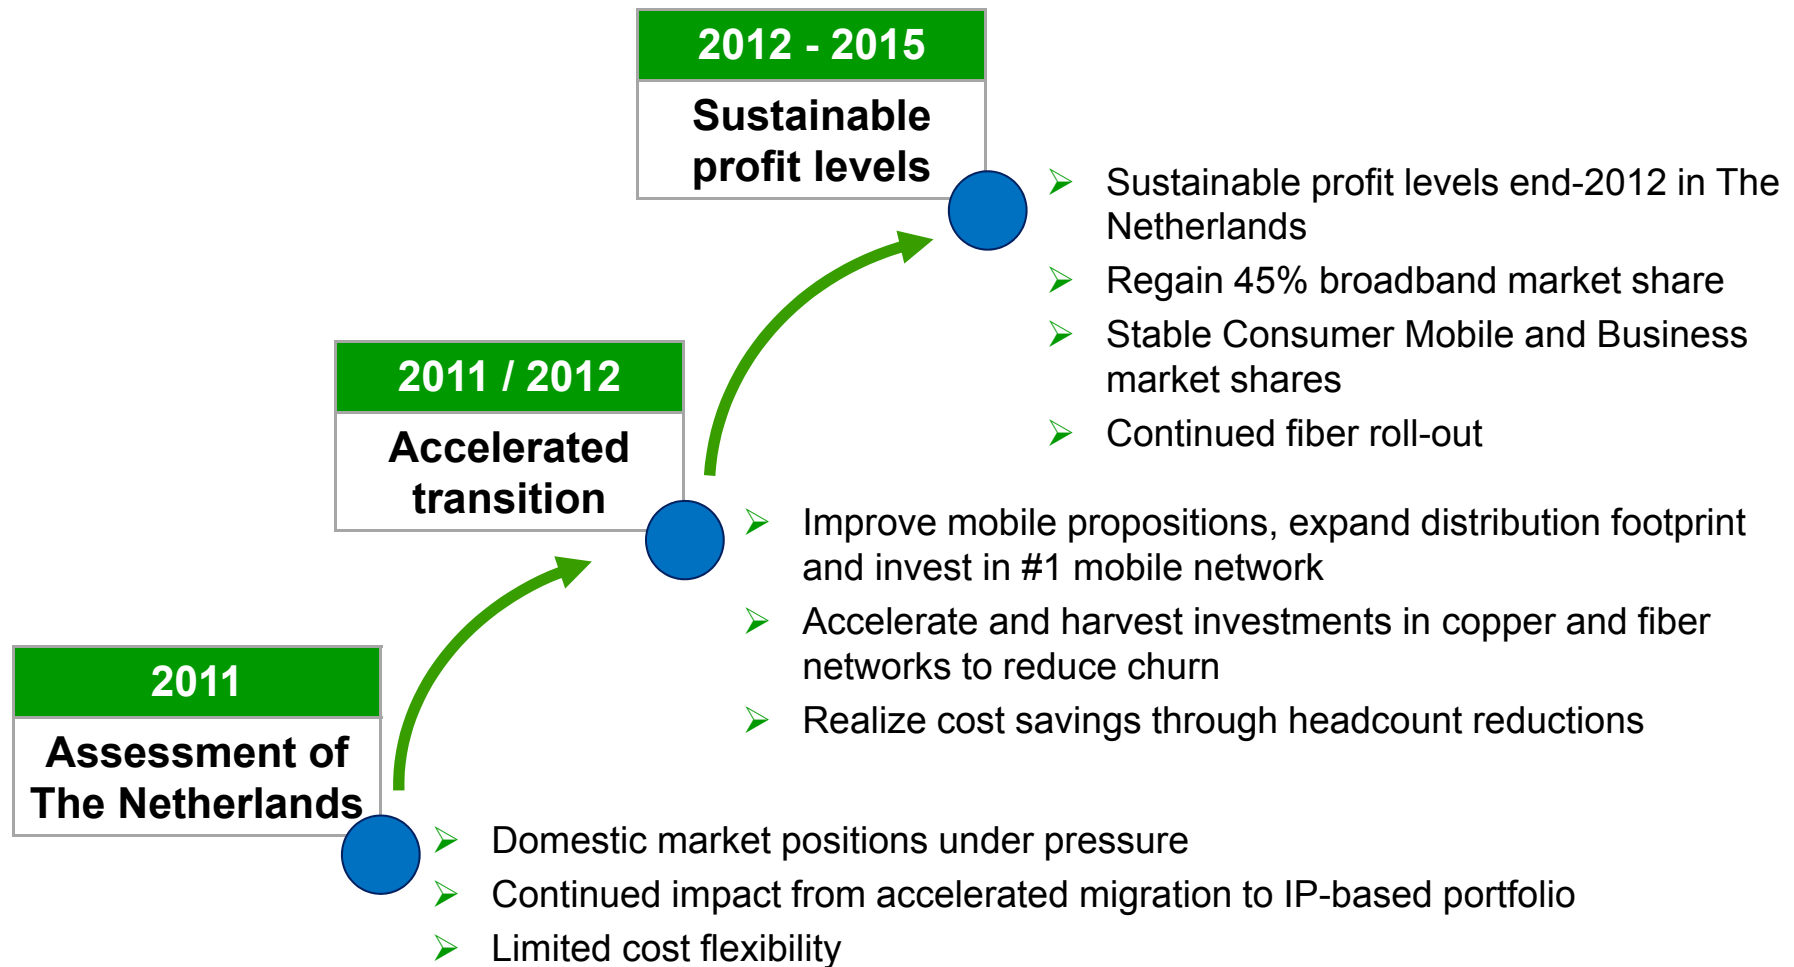 2012 - 2015
Sustainable
profit levels
Sustainable profit levels end-2012 in The
Netherlands
Regain 45% broadband market share
Stable Consumer Mobile and Business
market shares
Continued fiber roll-out
2011 / 2012
Accelerated
transition
Improve mobile propositions, expand distribution footprint
and invest in #1 mobile network
Accelerate and harvest investments in copper and fiber
networks to reduce churn
Realize cost savings through headcount reductions
2011
Assessment of
The Netherlands
Domestic market positions under pressure
Continued impact from accelerated migration to IP-based portfolio
Limited cost flexibility